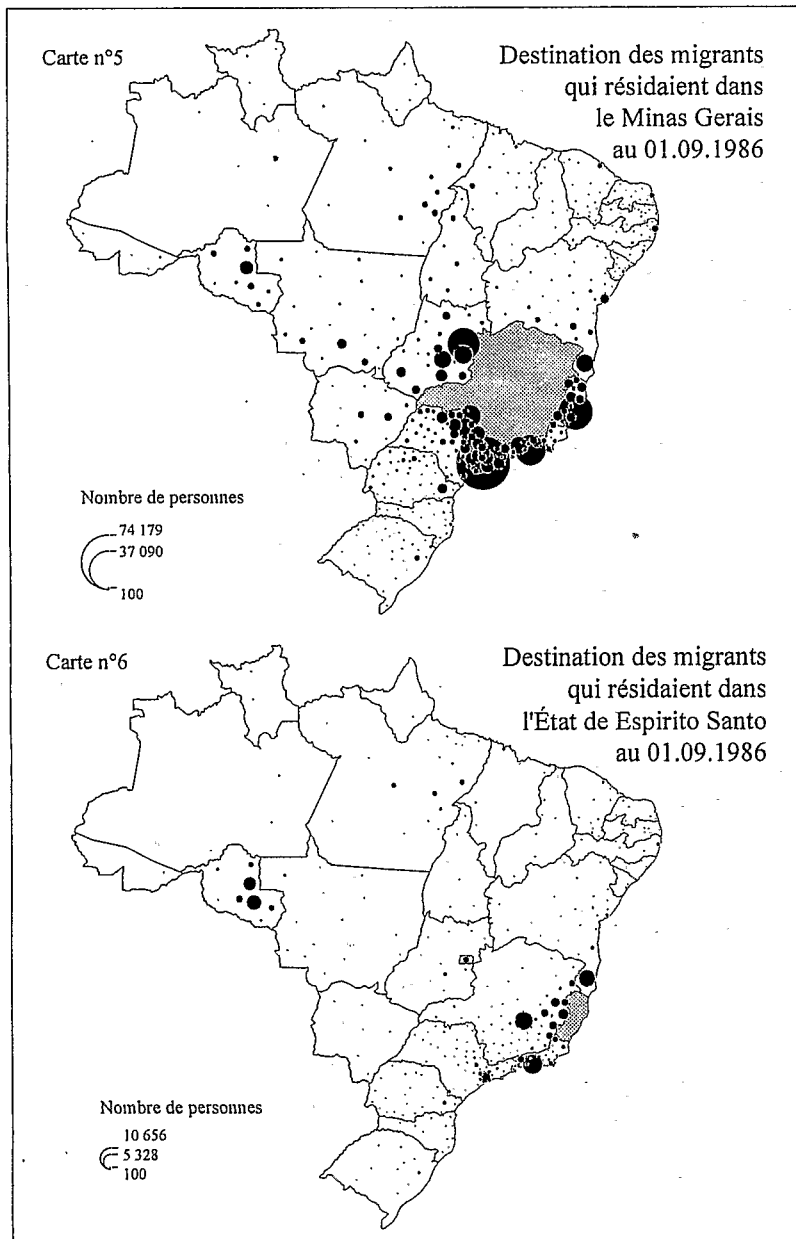 Carte n°5
Destination des migrants
qui résidaient dans
le Minas Gerais
au 01.09.1986
Nombre de personnes
74 179
37 090
100
Carte n°6
Destination des migrants
qui résidaient dans
l'État de Espirito Santo
au 01.09.1986
Nombre de personnes
10 656
5 328
100